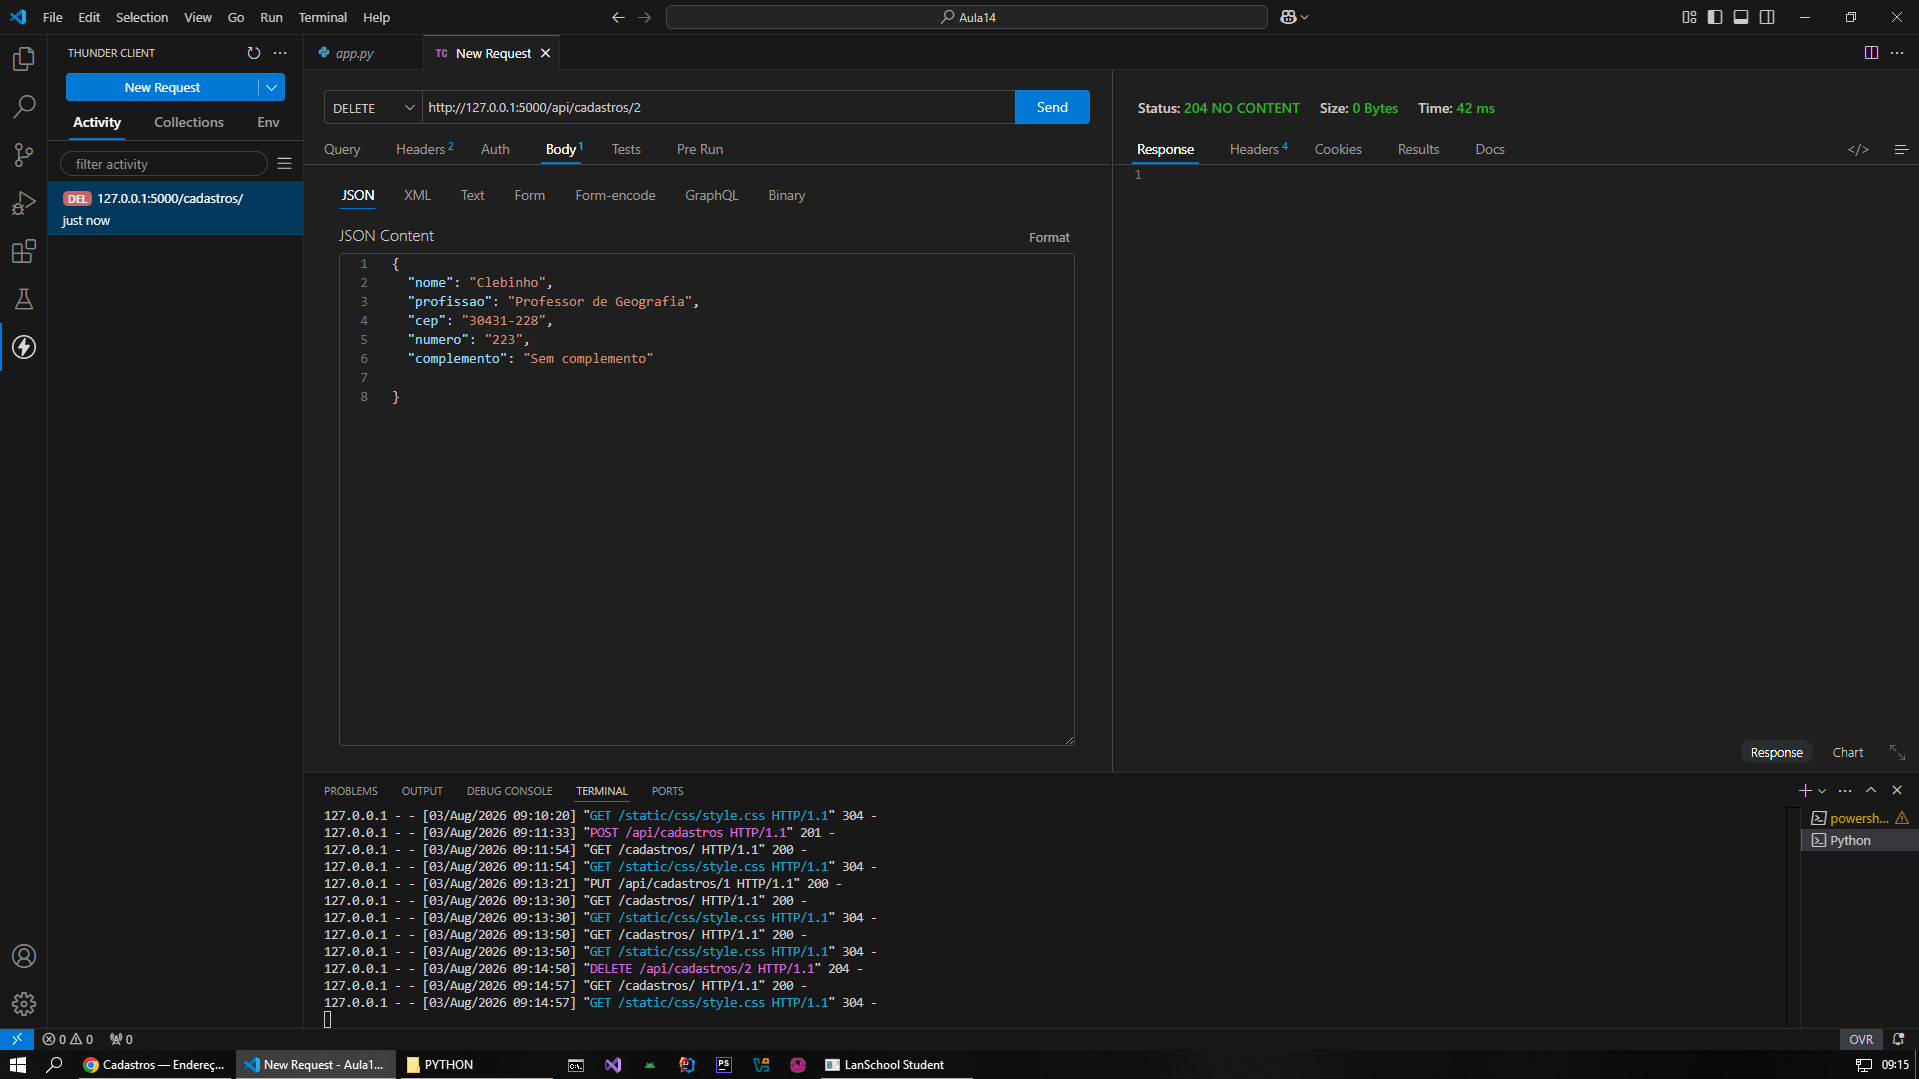 File Edit Selection View Go Run Terminal Help
Aula14
THUNDER CLIENT
New Request
Activity Collections Env
filter activity
DEL 127.0.0.1:5000/cadastros/
just now
app.py
TC New Request
DELETE http://127.0.0.1:5000/api/cadastros/2 Send
Query Headers 2 Auth Body 1 Tests Pre Run
JSON XML Text Form Form-encode GraphQL Binary
JSON Content Format
1 {
2 "nome": "Clebinho",
3 "profissao": "Professor de Geografia",
4 "cep": "30431-228",
5 "numero": "223",
6 "complemento": "Sem complemento"
7
8 }
Status: 204 NO CONTENT Size: 0 Bytes Time: 42 ms
Response Headers 4 Cookies Results Docs </>
1
Response Chart
PROBLEMS OUTPUT DEBUG CONSOLE TERMINAL PORTS
127.0.0.1 - - [03/Aug/2026 09:10:20] "GET /static/css/style.css HTTP/1.1" 304 -
127.0.0.1 - - [03/Aug/2026 09:11:33] "POST /api/cadastros HTTP/1.1" 201 -
127.0.0.1 - - [03/Aug/2026 09:11:54] "GET /cadastros/ HTTP/1.1" 200 -
127.0.0.1 - - [03/Aug/2026 09:11:54] "GET /static/css/style.css HTTP/1.1" 304 -
127.0.0.1 - - [03/Aug/2026 09:13:21] "PUT /api/cadastros/1 HTTP/1.1" 200 -
127.0.0.1 - - [03/Aug/2026 09:13:30] "GET /cadastros/ HTTP/1.1" 200 -
127.0.0.1 - - [03/Aug/2026 09:13:30] "GET /static/css/style.css HTTP/1.1" 304 -
127.0.0.1 - - [03/Aug/2026 09:13:50] "GET /cadastros/ HTTP/1.1" 200 -
127.0.0.1 - - [03/Aug/2026 09:13:50] "GET /static/css/style.css HTTP/1.1" 304 -
127.0.0.1 - - [03/Aug/2026 09:14:50] "DELETE /api/cadastros/2 HTTP/1.1" 204 -
127.0.0.1 - - [03/Aug/2026 09:14:57] "GET /cadastros/ HTTP/1.1" 200 -
127.0.0.1 - - [03/Aug/2026 09:14:57] "GET /static/css/style.css HTTP/1.1" 304 -
powersh...
Python
0 0 0 OVR
Cadastros — Endereç... New Request - Aula1... PYTHON PS LanSchool Student 09:15